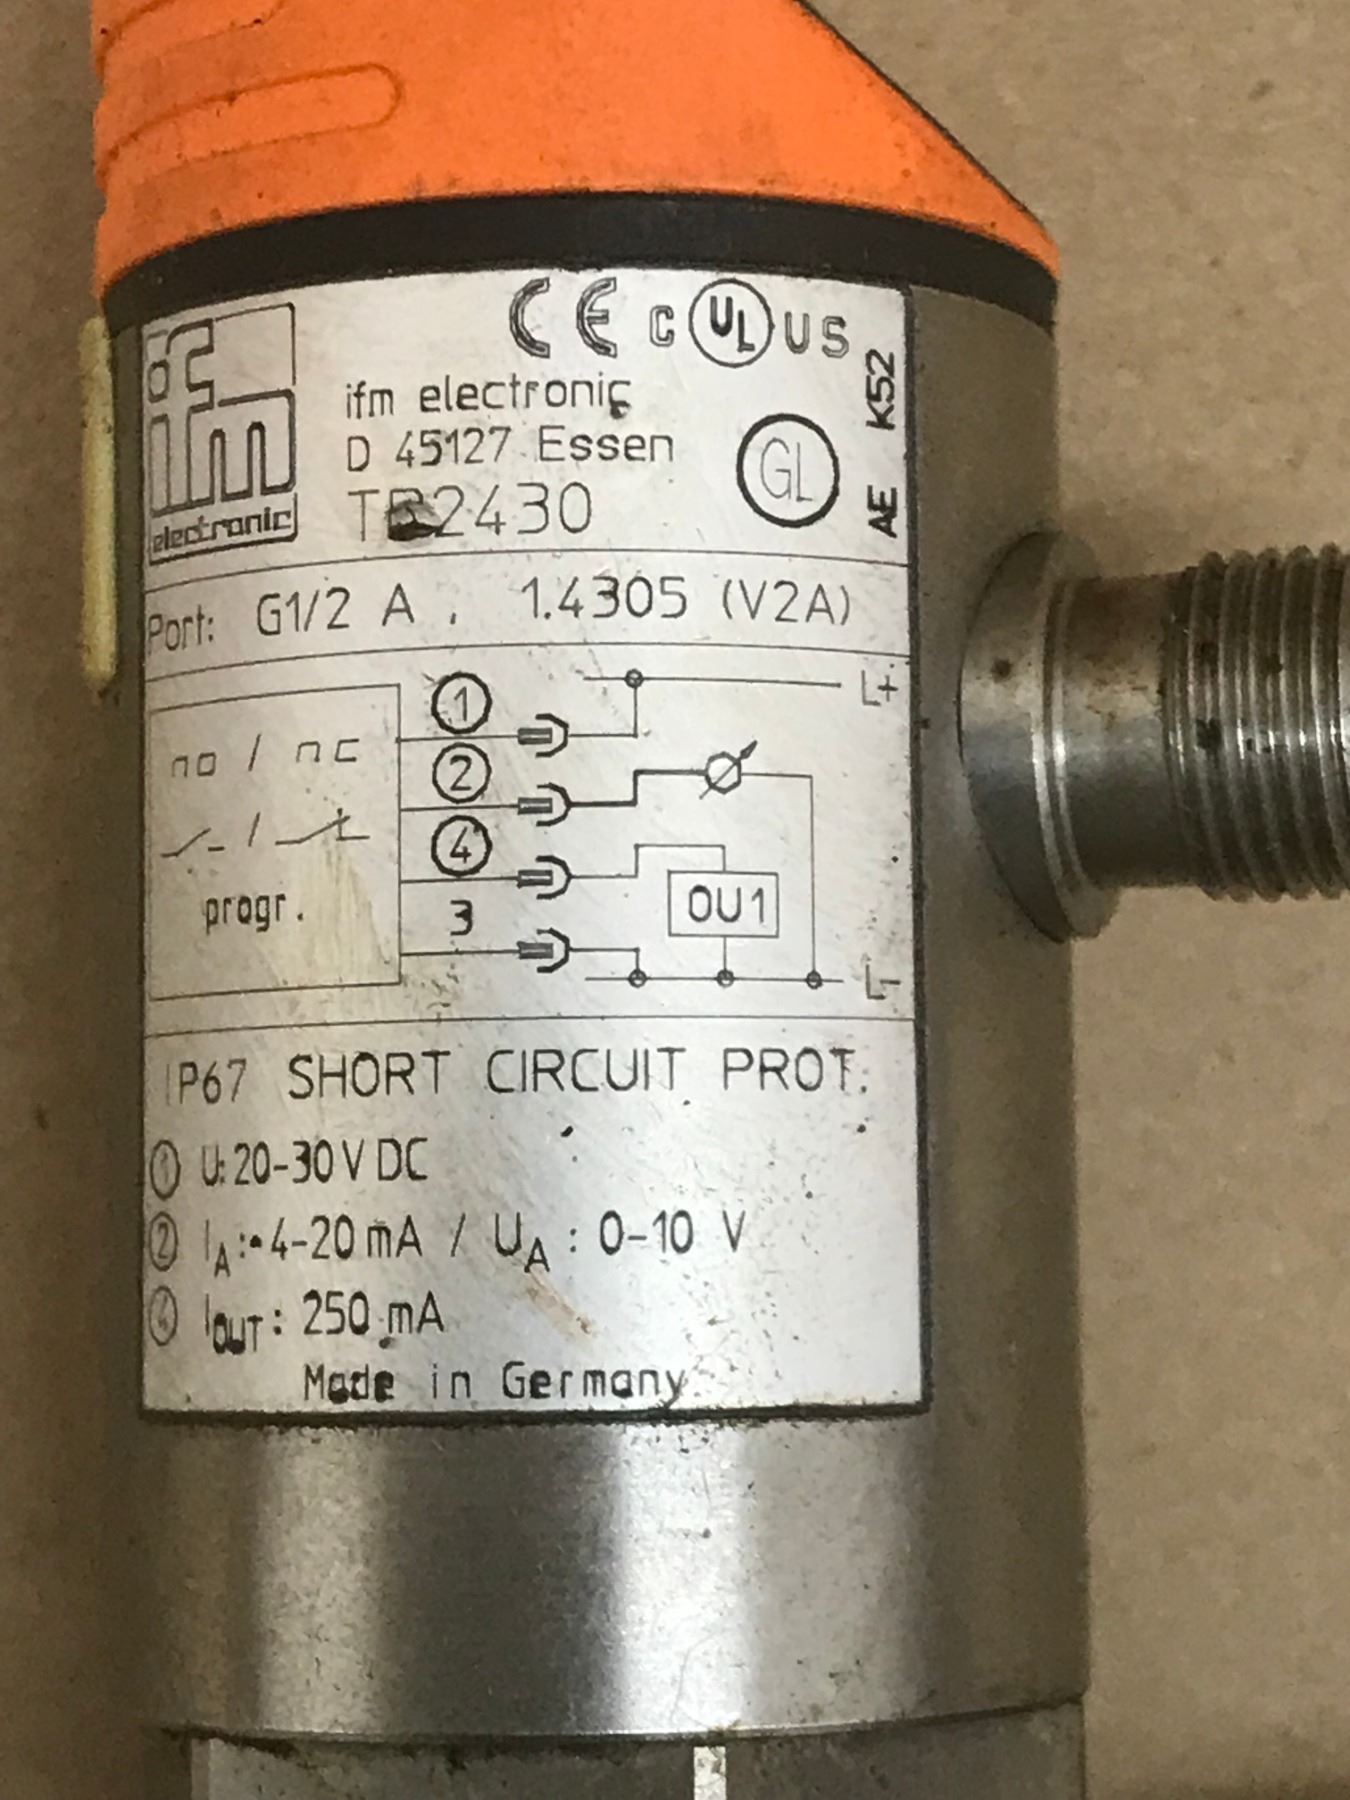 ifm
electronic
CE c UL US
ifm electronic
D 45127 Essen
2430
GL
AE K52
Port: G1/2 A , 1.4305 (V2A)
no / nc
progr.
1
2
4
3
L+
OU1
L-
IP67 SHORT CIRCUIT PROT.
① U: 20-30 V DC
② IA: 4-20 mA / UA: 0-10 V
④ IOUT: 250 mA
Made in Germany